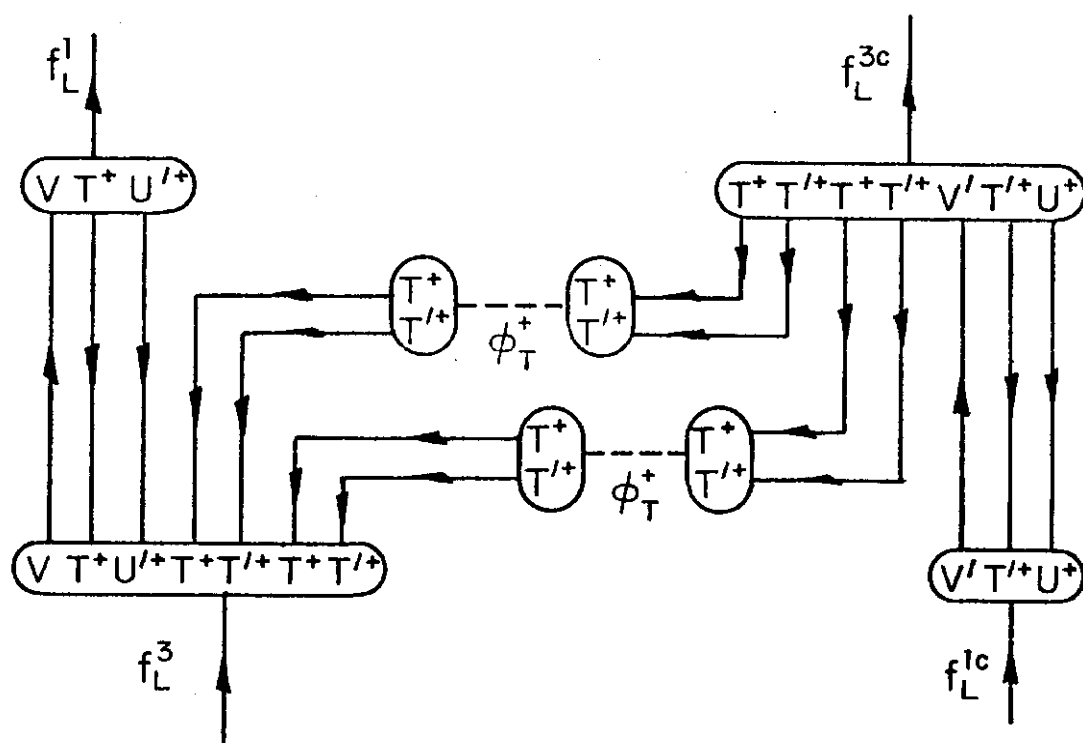 f_L^1 f_L^{3c}
V T⁺ U′⁺ T⁺ T′⁺ T⁺ T′⁺ V′ T′⁺ U⁺
T⁺ T⁺
T′⁺ T′⁺
ϕ_T^+
T⁺ T⁺
T′⁺ T′⁺
ϕ_T^+
V T⁺ U′⁺ T⁺ T′⁺ T⁺ T′⁺ V′ T′⁺ U⁺
f_L^3 f_L^{1c}